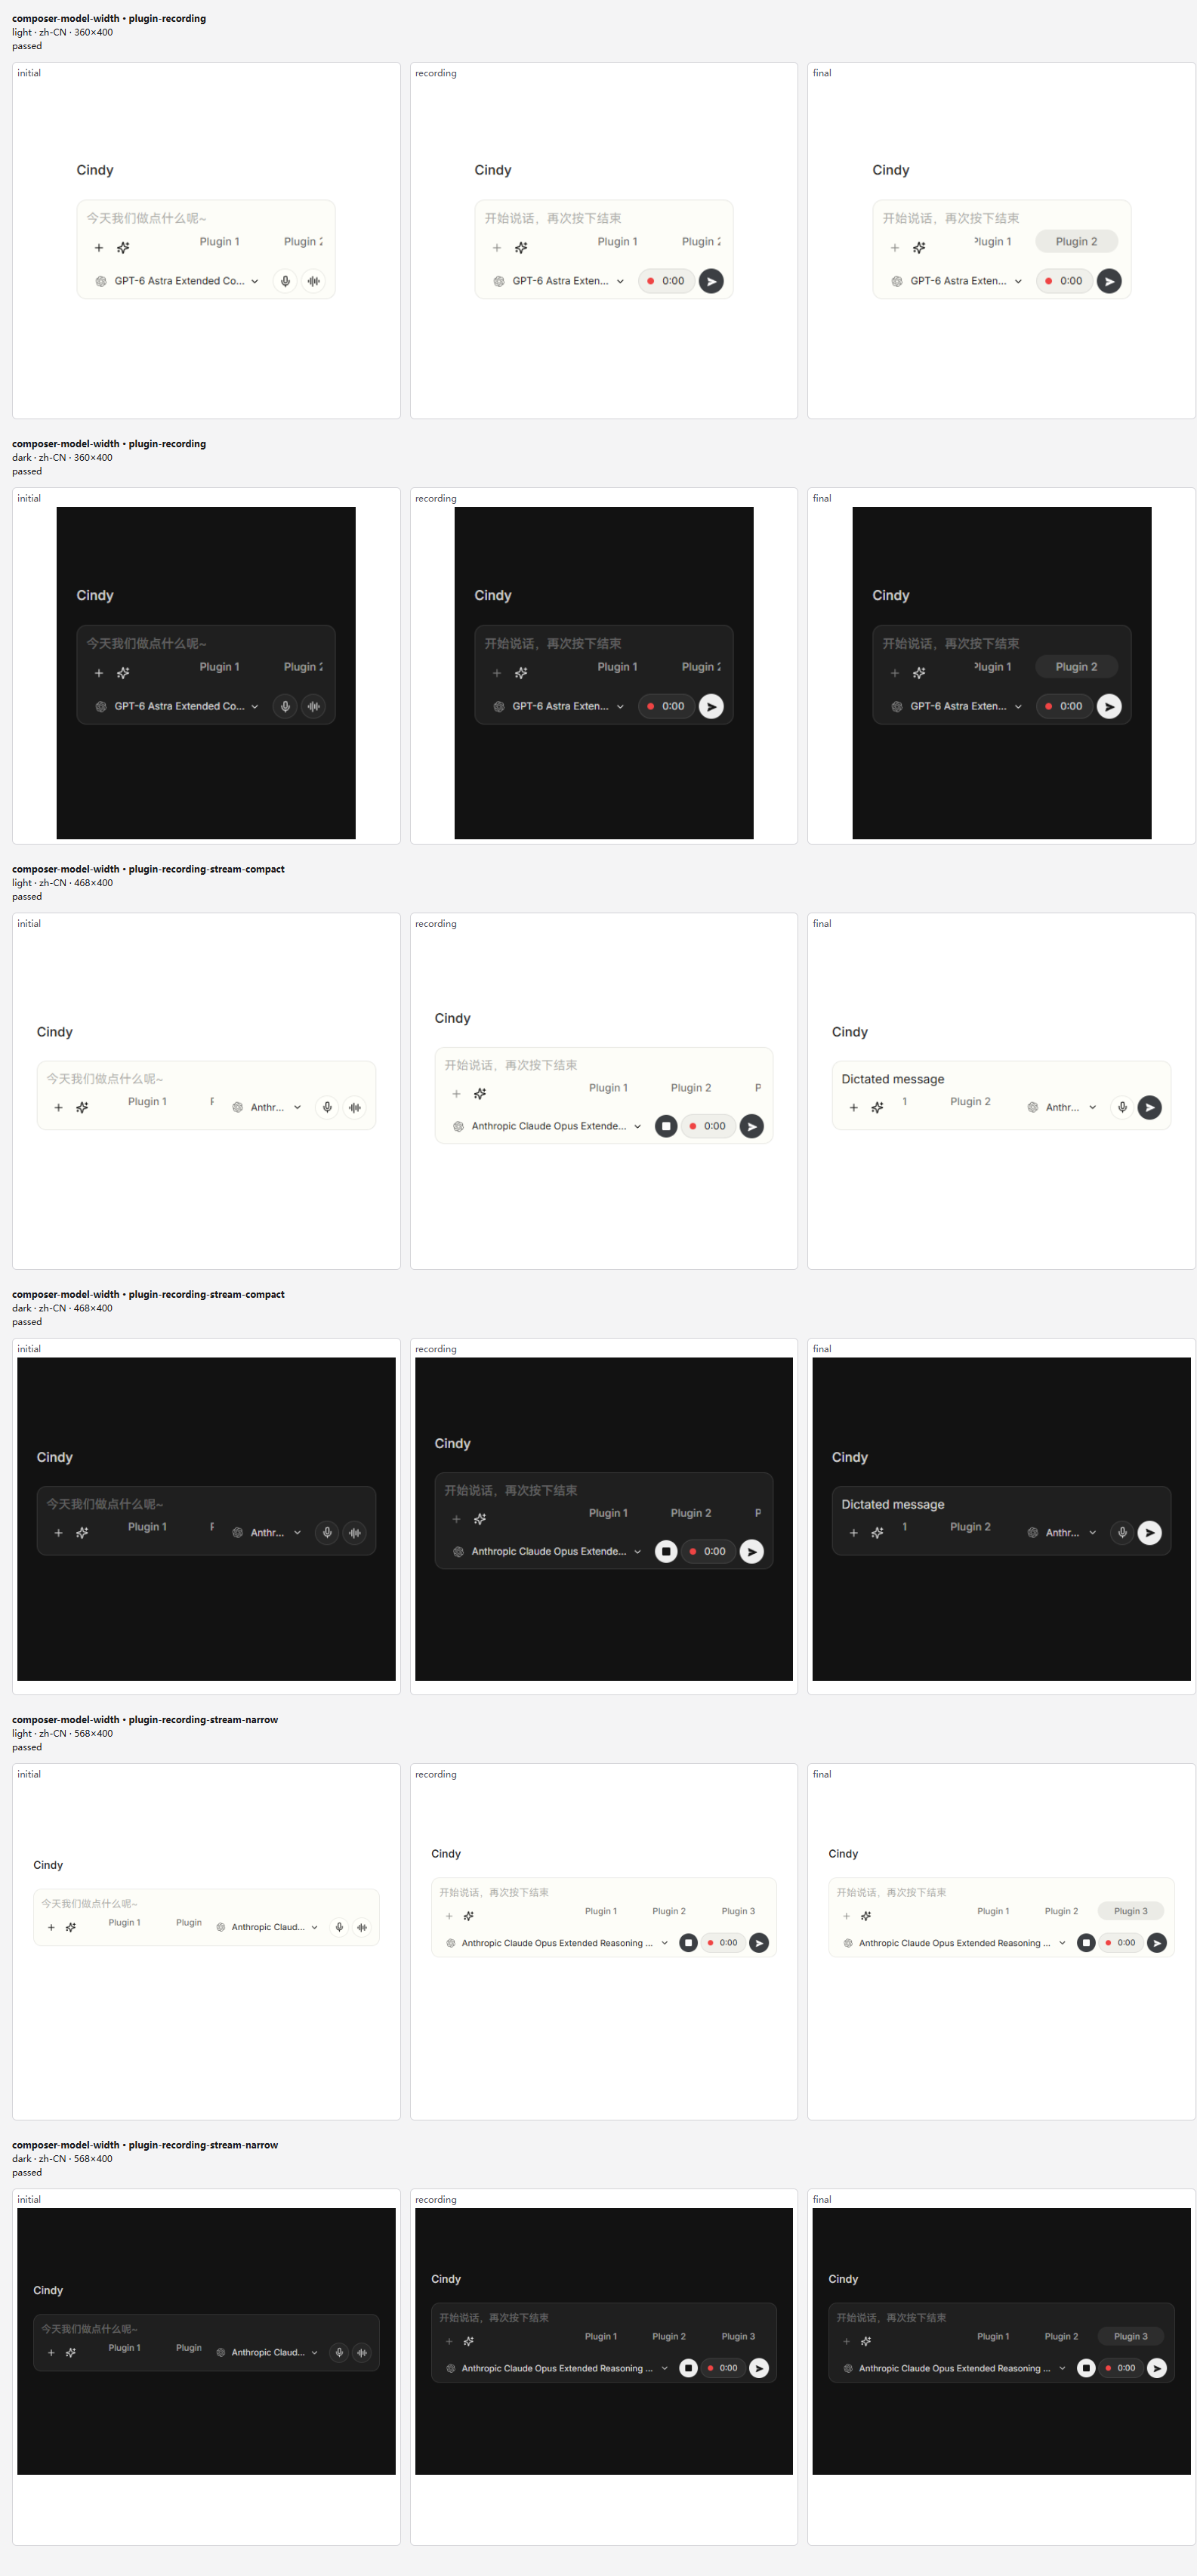 composer-model-width • plugin-recording
light · zh-CN · 360×400
passed
initial
Cindy
今天我们做点什么呢~
Plugin 1
Plugin 2
GPT-6 Astra Extended Co...
recording
Cindy
开始说话，再次按下结束
Plugin 1
Plugin 2
GPT-6 Astra Exten...
0:00
final
Cindy
开始说话，再次按下结束
Plugin 1
Plugin 2
GPT-6 Astra Exten...
0:00
composer-model-width • plugin-recording
dark · zh-CN · 360×400
passed
initial
Cindy
今天我们做点什么呢~
Plugin 1
Plugin 2
GPT-6 Astra Extended Co...
recording
Cindy
开始说话，再次按下结束
Plugin 1
Plugin 2
GPT-6 Astra Exten...
0:00
final
Cindy
开始说话，再次按下结束
Plugin 1
Plugin 2
GPT-6 Astra Exten...
0:00
composer-model-width • plugin-recording-stream-compact
light · zh-CN · 468×400
passed
initial
Cindy
今天我们做点什么呢~
Plugin 1
Anthr...
recording
Cindy
开始说话，再次按下结束
Plugin 1
Plugin 2
P
Anthropic Claude Opus Extende...
0:00
final
Cindy
Dictated message
1
Plugin 2
Anthr...
composer-model-width • plugin-recording-stream-compact
dark · zh-CN · 468×400
passed
initial
Cindy
今天我们做点什么呢~
Plugin 1
Anthr...
recording
Cindy
开始说话，再次按下结束
Plugin 1
Plugin 2
P
Anthropic Claude Opus Extende...
0:00
final
Cindy
Dictated message
1
Plugin 2
Anthr...
composer-model-width • plugin-recording-stream-narrow
light · zh-CN · 568×400
passed
initial
Cindy
今天我们做点什么呢~
Plugin 1
Plugin
Anthropic Claud...
recording
Cindy
开始说话，再次按下结束
Plugin 1
Plugin 2
Plugin 3
Anthropic Claude Opus Extended Reasoning ...
0:00
final
Cindy
开始说话，再次按下结束
Plugin 1
Plugin 2
Plugin 3
Anthropic Claude Opus Extended Reasoning ...
0:00
composer-model-width • plugin-recording-stream-narrow
dark · zh-CN · 568×400
passed
initial
Cindy
今天我们做点什么呢~
Plugin 1
Plugin
Anthropic Claud...
recording
Cindy
开始说话，再次按下结束
Plugin 1
Plugin 2
Plugin 3
Anthropic Claude Opus Extended Reasoning ...
0:00
final
Cindy
开始说话，再次按下结束
Plugin 1
Plugin 2
Plugin 3
Anthropic Claude Opus Extended Reasoning ...
0:00